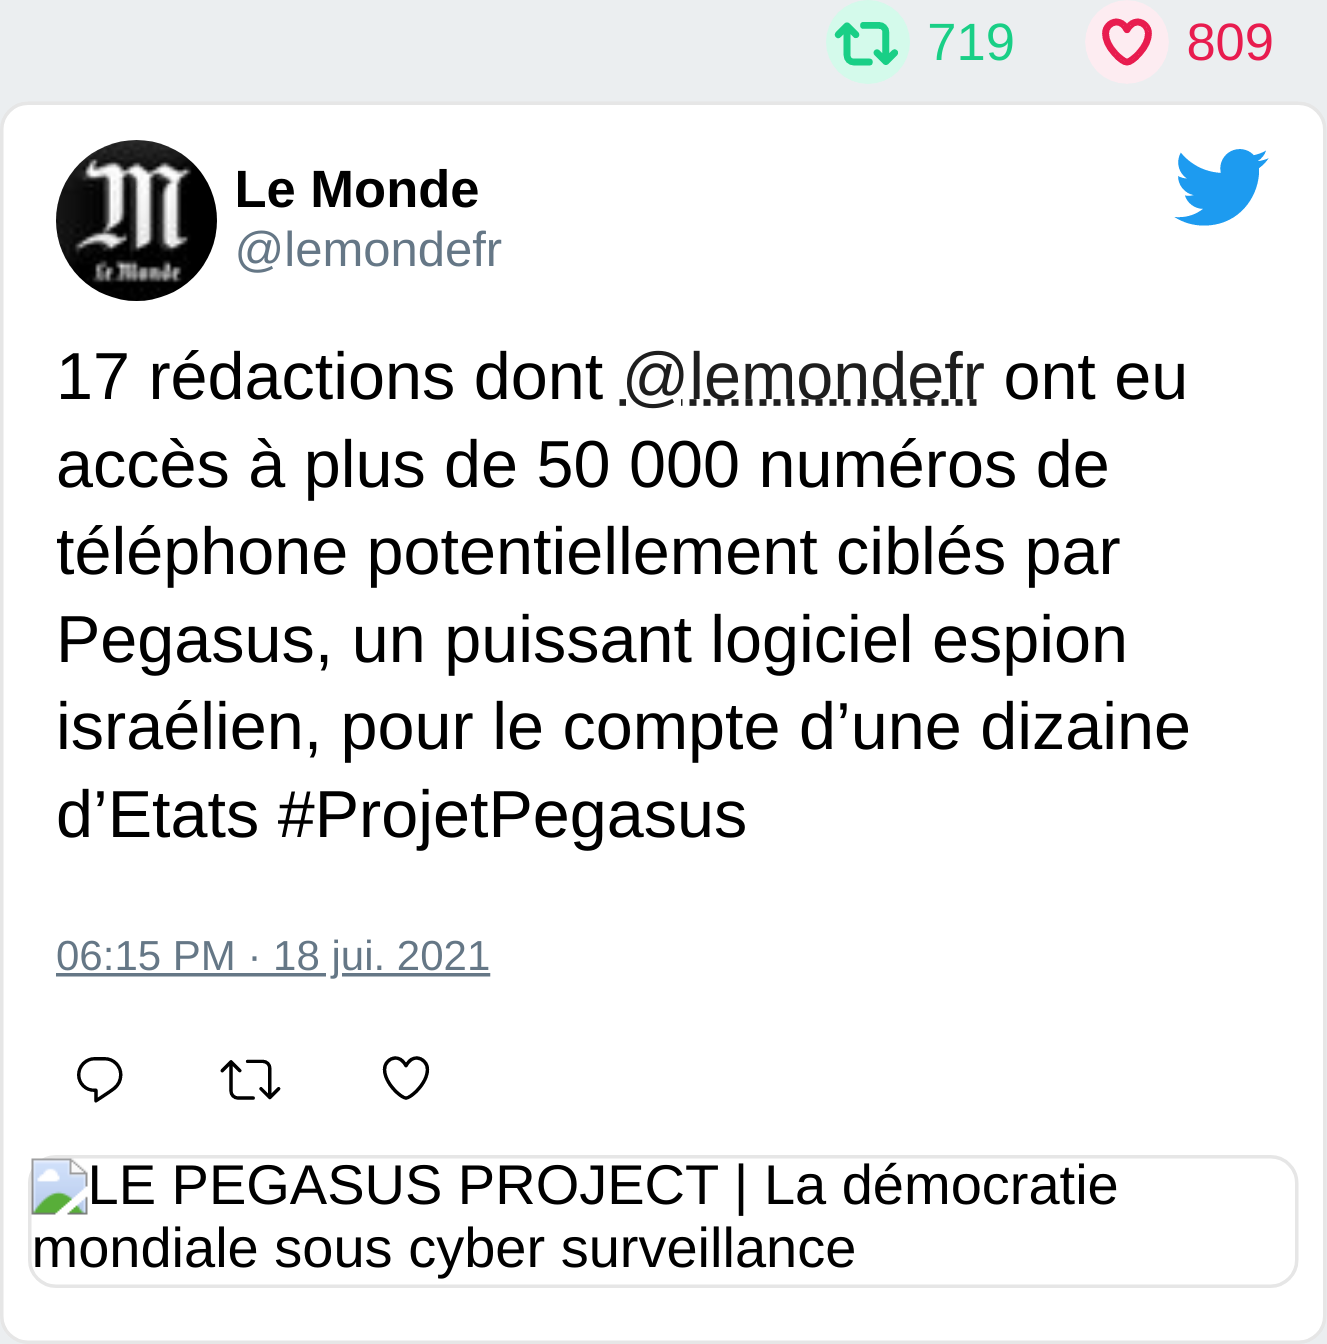 719 809
Le Monde
Le Monde
@lemondefr
17 rédactions dont @lemondefr ont eu
accès à plus de 50 000 numéros de
téléphone potentiellement ciblés par
Pegasus, un puissant logiciel espion
israélien, pour le compte d’une dizaine
d’Etats #ProjetPegasus
06:15 PM · 18 jui. 2021
LE PEGASUS PROJECT | La démocratie
mondiale sous cyber surveillance